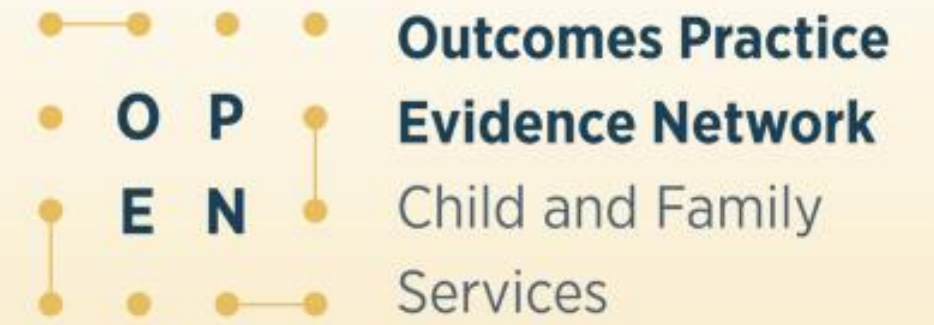 O P
E N
Outcomes Practice
Evidence Network
Child and Family
Services